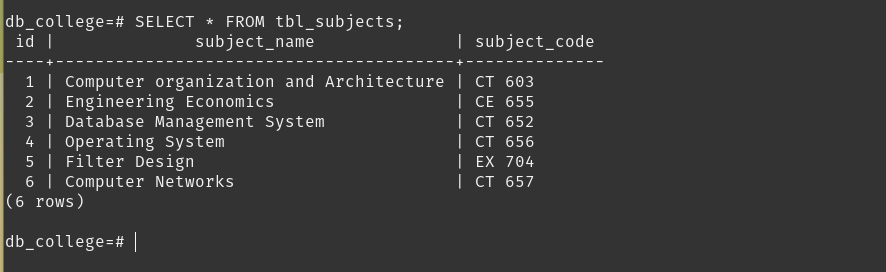 db_college=# SELECT * FROM tbl_subjects;
 id |              subject_name              | subject_code
----+----------------------------------------+--------------
  1 | Computer organization and Architecture | CT 603
  2 | Engineering Economics                  | CE 655
  3 | Database Management System             | CT 652
  4 | Operating System                       | CT 656
  5 | Filter Design                          | EX 704
  6 | Computer Networks                      | CT 657
(6 rows)
db_college=#